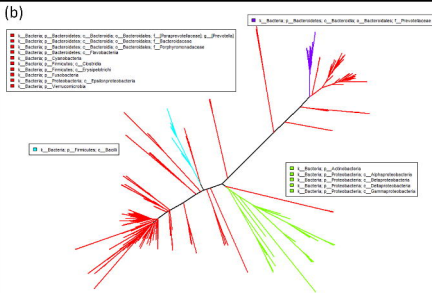 (b)
k__Bacteria; p__Bacteroidetes; c__Bacteroidia; o__Bacteroidales; f__Prevotellaceae
k__Bacteria; p__Bacteroidetes; c__Bacteroidia; o__Bacteroidales; f__[Paraprevotellaceae]; g__[Prevotella]
k__Bacteria; p__Bacteroidetes; c__Bacteroidia; o__Bacteroidales; f__Bacteroidaceae
k__Bacteria; p__Bacteroidetes; c__Bacteroidia; o__Bacteroidales; f__Porphyromonadaceae
k__Bacteria; p__Bacteroidetes; c__Flavobacteria
k__Bacteria; p__Cyanobacteria
k__Bacteria; p__Firmicutes; c__Clostridia
k__Bacteria; p__Firmicutes; c__Erysipelotrichi
k__Bacteria; p__Fusobacteria
k__Bacteria; p__Proteobacteria; c__Epsilonproteobacteria
k__Bacteria; p__Verrucomicrobia
k__Bacteria; p__Firmicutes; c__Bacilli
k__Bacteria; p__Actinobacteria
k__Bacteria; p__Proteobacteria; c__Alphaproteobacteria
k__Bacteria; p__Proteobacteria; c__Betaproteobacteria
k__Bacteria; p__Proteobacteria; c__Deltaproteobacteria
k__Bacteria; p__Proteobacteria; c__Gammaproteobacteria